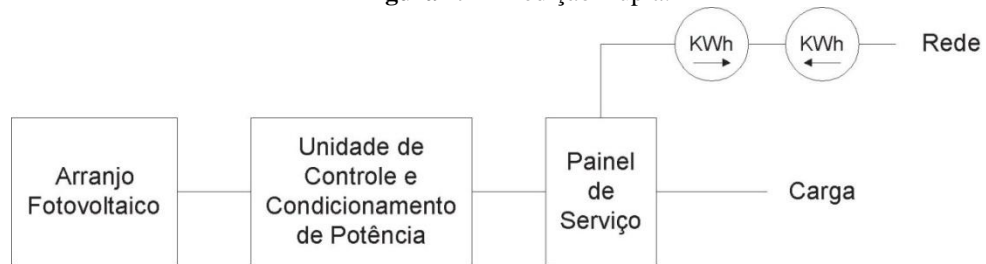 KWh
KWh
Rede
Arranjo
Fotovoltaico
Unidade de
Controle e
Condicionamento
de Potência
Painel
de
Serviço
Carga